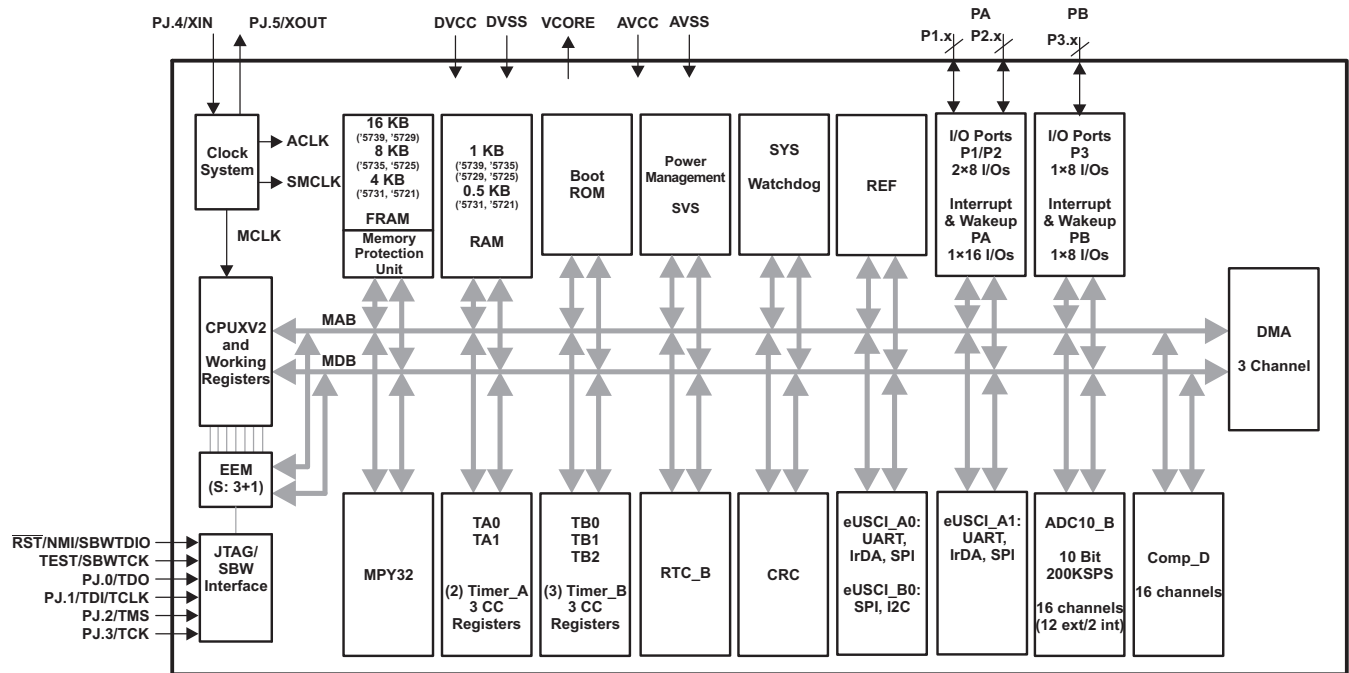 PJ.4/XIN
PJ.5/XOUT
DVCC
DVSS
VCORE
AVCC
AVSS
P1.x
PA
P2.x
PB
P3.x
Clock
System
ACLK
SMCLK
MCLK
16 KB
('5739, '5729)
8 KB
('5735, '5725)
4 KB
('5731, '5721)
FRAM
Memory
Protection
Unit
1 KB
('5739, '5735)
('5729, '5725)
0.5 KB
('5731, '5721)
RAM
Boot
ROM
Power
Management
SVS
SYS
Watchdog
REF
I/O Ports
P1/P2
2×8 I/Os
Interrupt
& Wakeup
PA
1×16 I/Os
I/O Ports
P3
1×8 I/Os
Interrupt
& Wakeup
PB
1×8 I/Os
CPUXV2
and
Working
Registers
MAB
MDB
DMA
3 Channel
EEM
(S: 3+1)
RST/NMI/SBWTDIO
TEST/SBWTCK
PJ.0/TDO
PJ.1/TDI/TCLK
PJ.2/TMS
PJ.3/TCK
JTAG/
SBW
Interface
MPY32
TA0
TA1
(2) Timer_A
3 CC
Registers
TB0
TB1
TB2
(3) Timer_B
3 CC
Registers
RTC_B
CRC
eUSCI_A0:
UART,
IrDA, SPI
eUSCI_B0:
SPI, I2C
eUSCI_A1:
UART,
IrDA, SPI
ADC10_B
10 Bit
200KSPS
16 channels
(12 ext/2 int)
Comp_D
16 channels